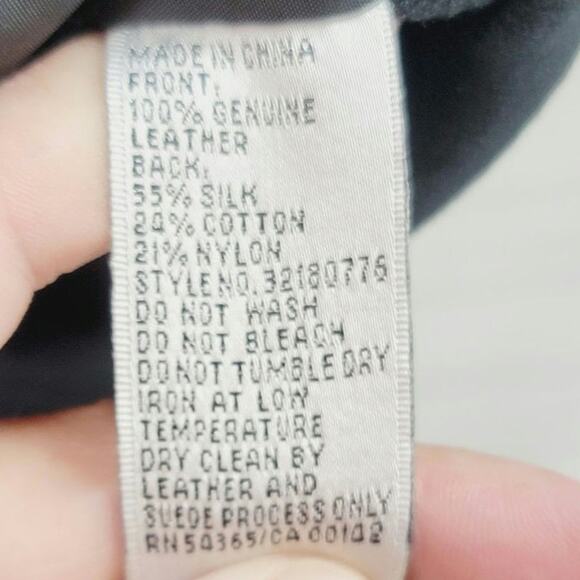 MADE IN CHINA
FRONT:
100% GENUINE
LEATHER
BACK:
55% SILK
24% COTTON
21% NYLON
STYLE NO. 32180776
DO NOT WASH
DO NOT BLEACH
DO NOT TUMBLE DRY
IRON AT LOW
TEMPERATURE
DRY CLEAN BY
LEATHER AND
SUEDE PROCESS ONLY
RN 54365/CA 00142